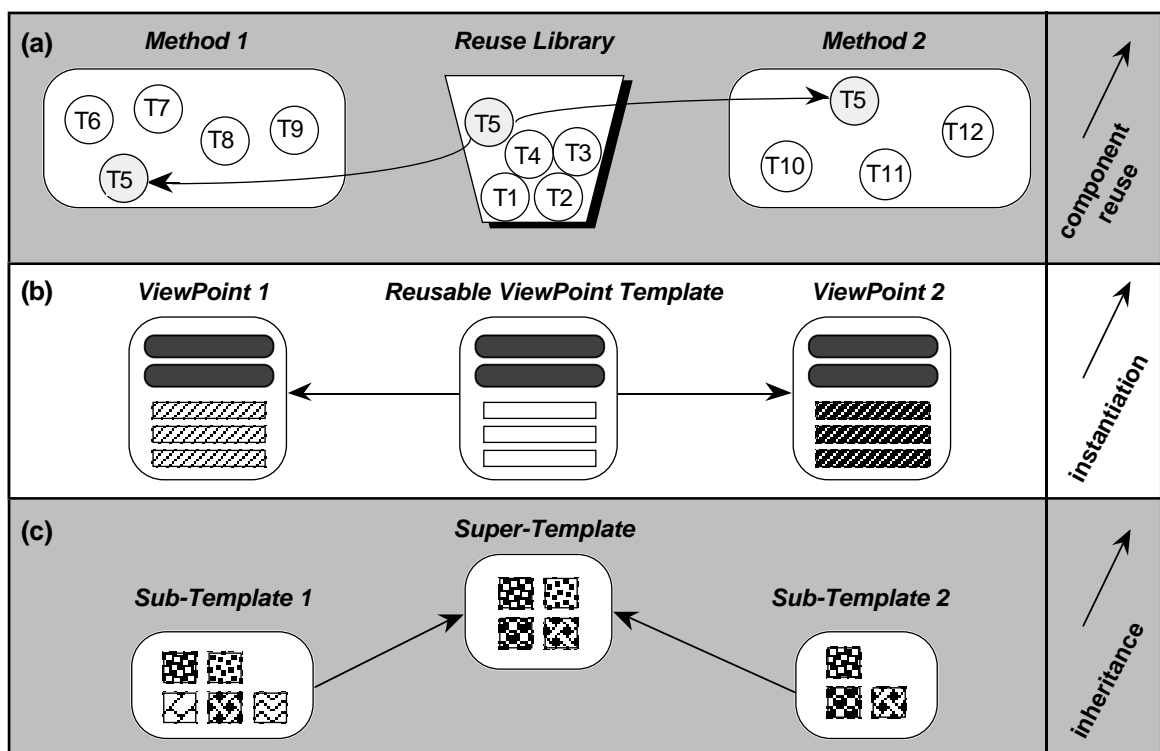 (a)
Method 1
Reuse Library
Method 2
T6
T7
T8
T9
T5
T5
T4
T3
T1
T2
T5
T12
T10
T11
component
reuse
(b)
ViewPoint 1
Reusable ViewPoint Template
ViewPoint 2
instantiation
(c)
Super-Template
Sub-Template 1
Sub-Template 2
inheritance